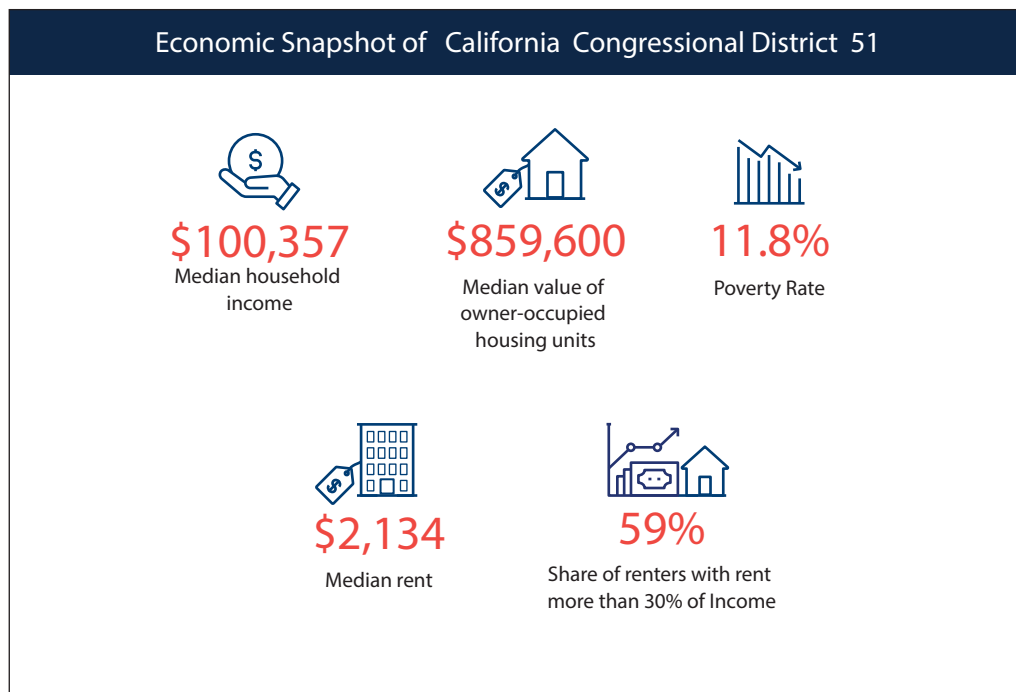 Economic Snapshot of California Congressional District 51
$
$
$100,357
Median household
income
$859,600
Median value of
owner-occupied
housing units
11.8%
Poverty Rate
$
$2,134
Median rent
59%
Share of renters with rent
more than 30% of Income